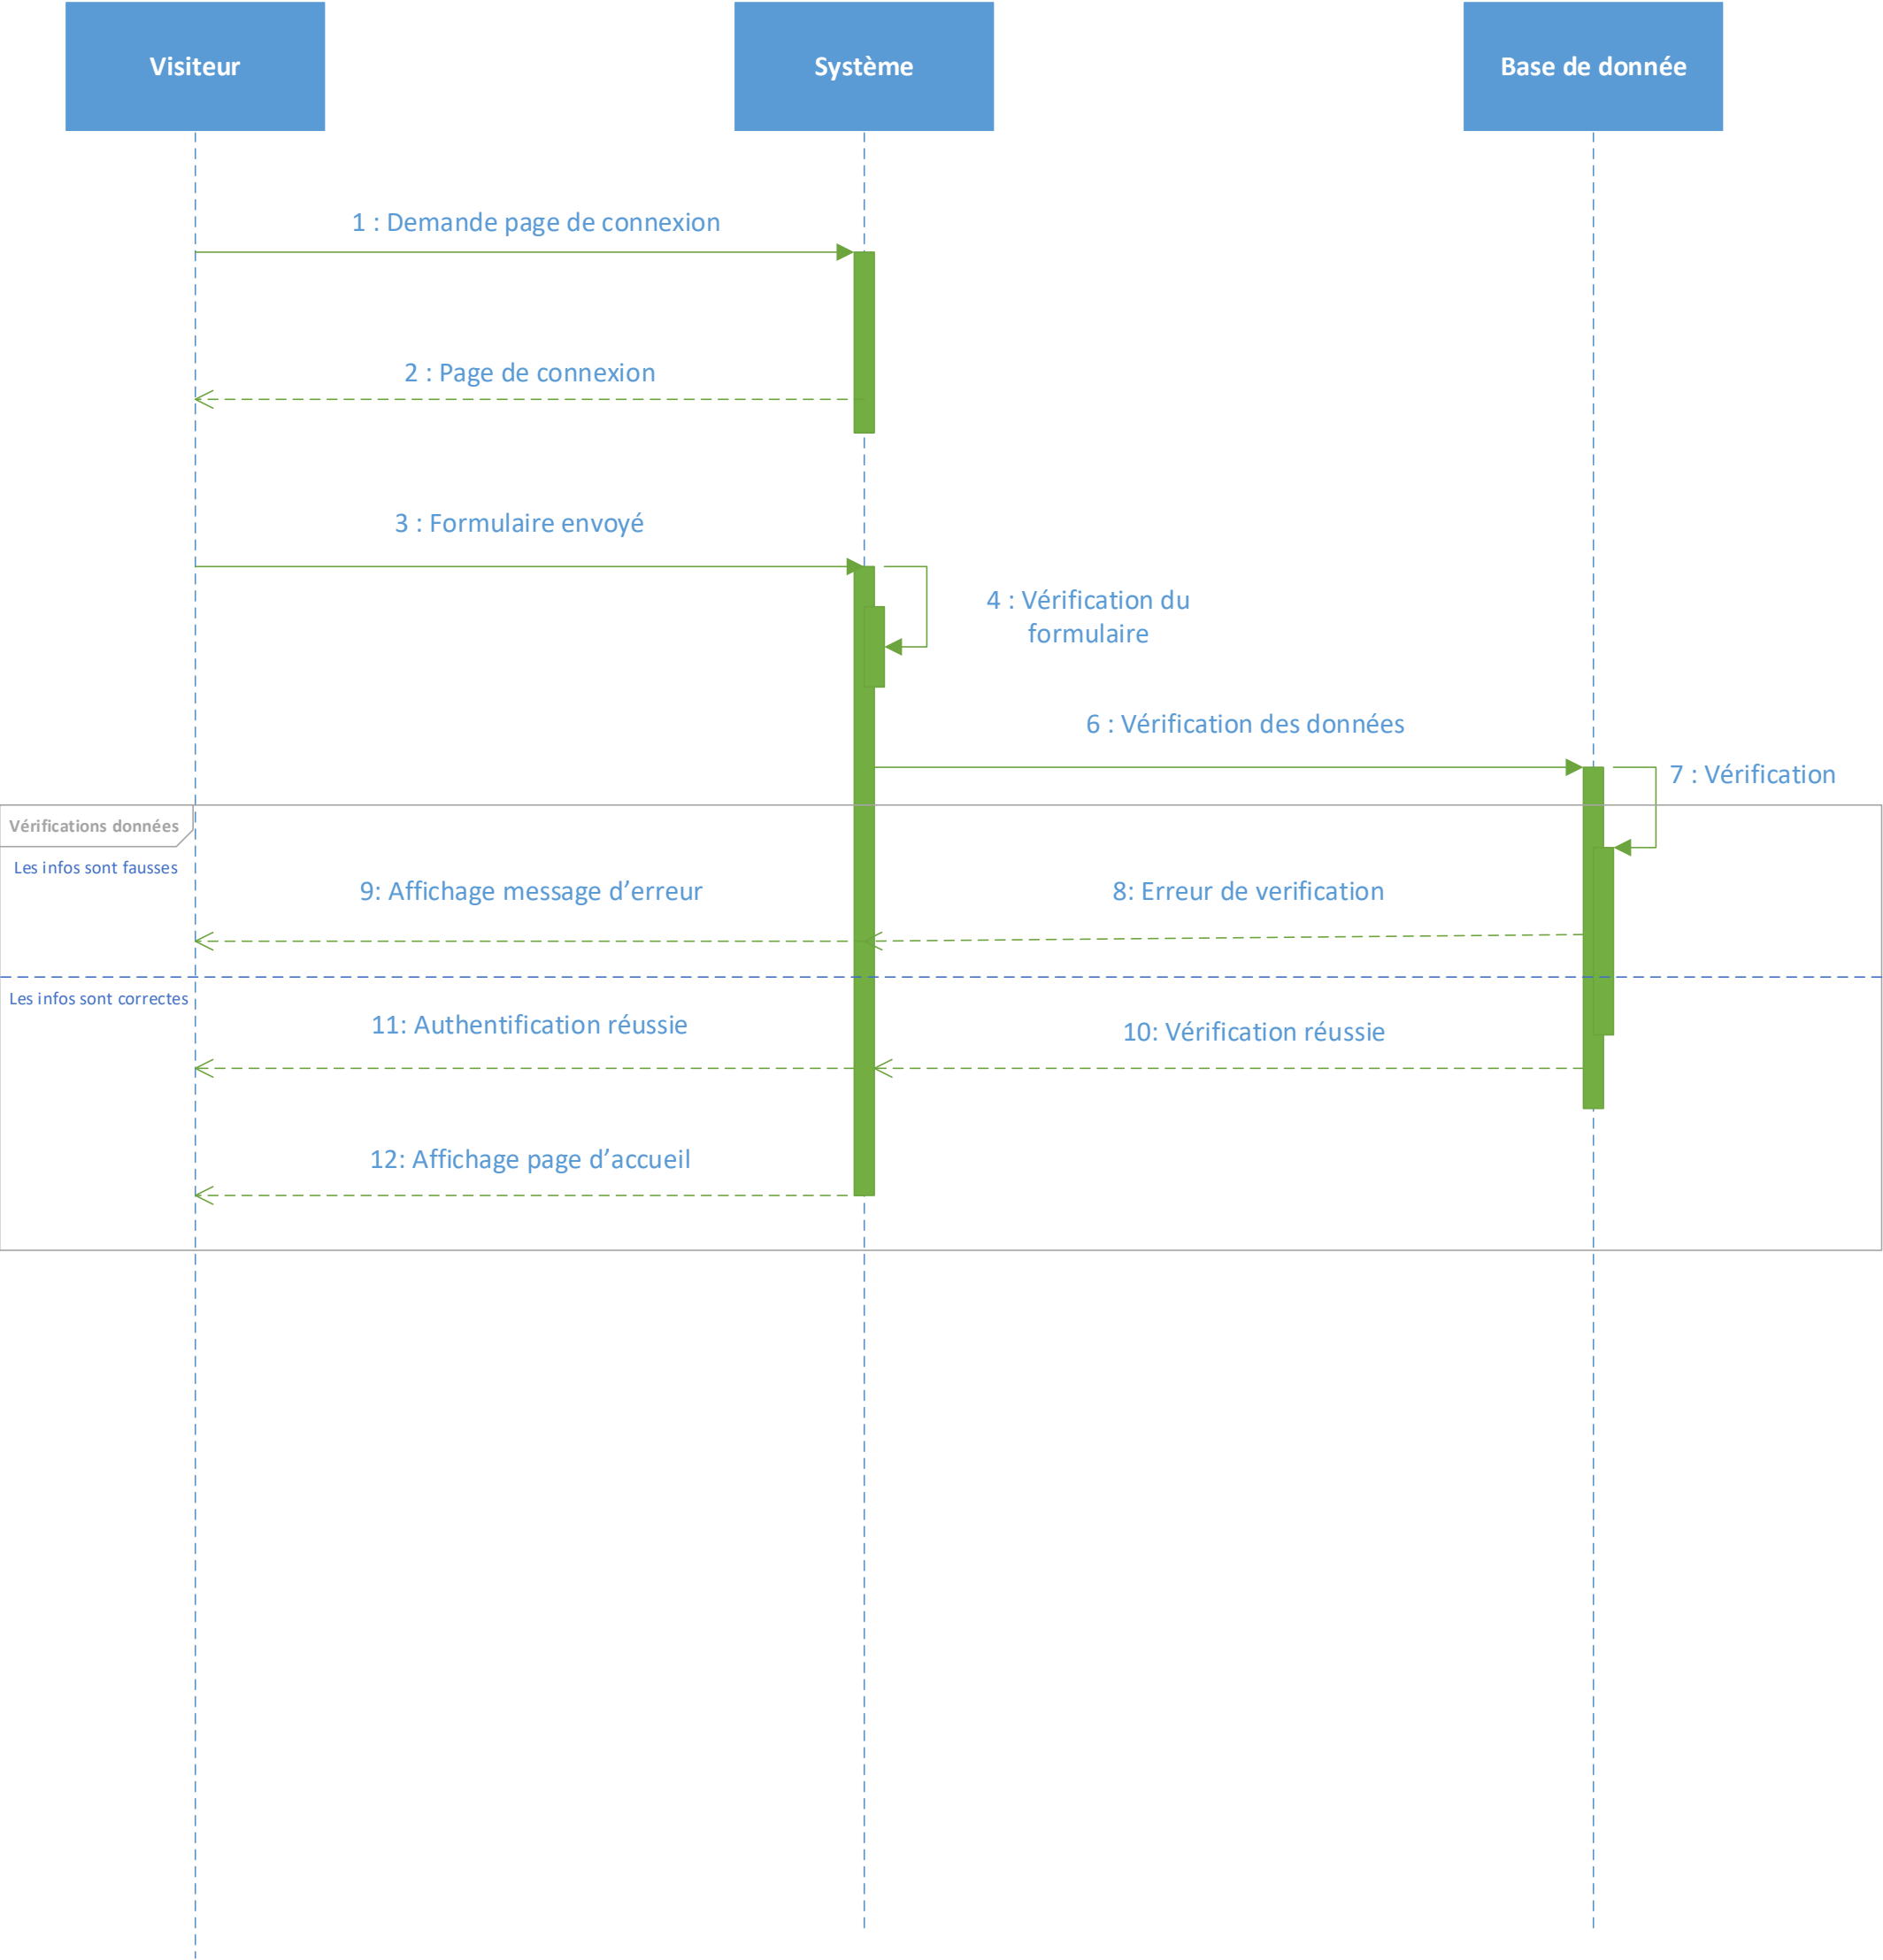 Visiteur
Système
Base de donnée
1 : Demande page de connexion
2 : Page de connexion
3 : Formulaire envoyé
4 : Vérification du
formulaire
6 : Vérification des données
7 : Vérification
Vérifications données
Les infos sont fausses
9: Affichage message d’erreur
8: Erreur de verification
Les infos sont correctes
11: Authentification réussie
10: Vérification réussie
12: Affichage page d’accueil